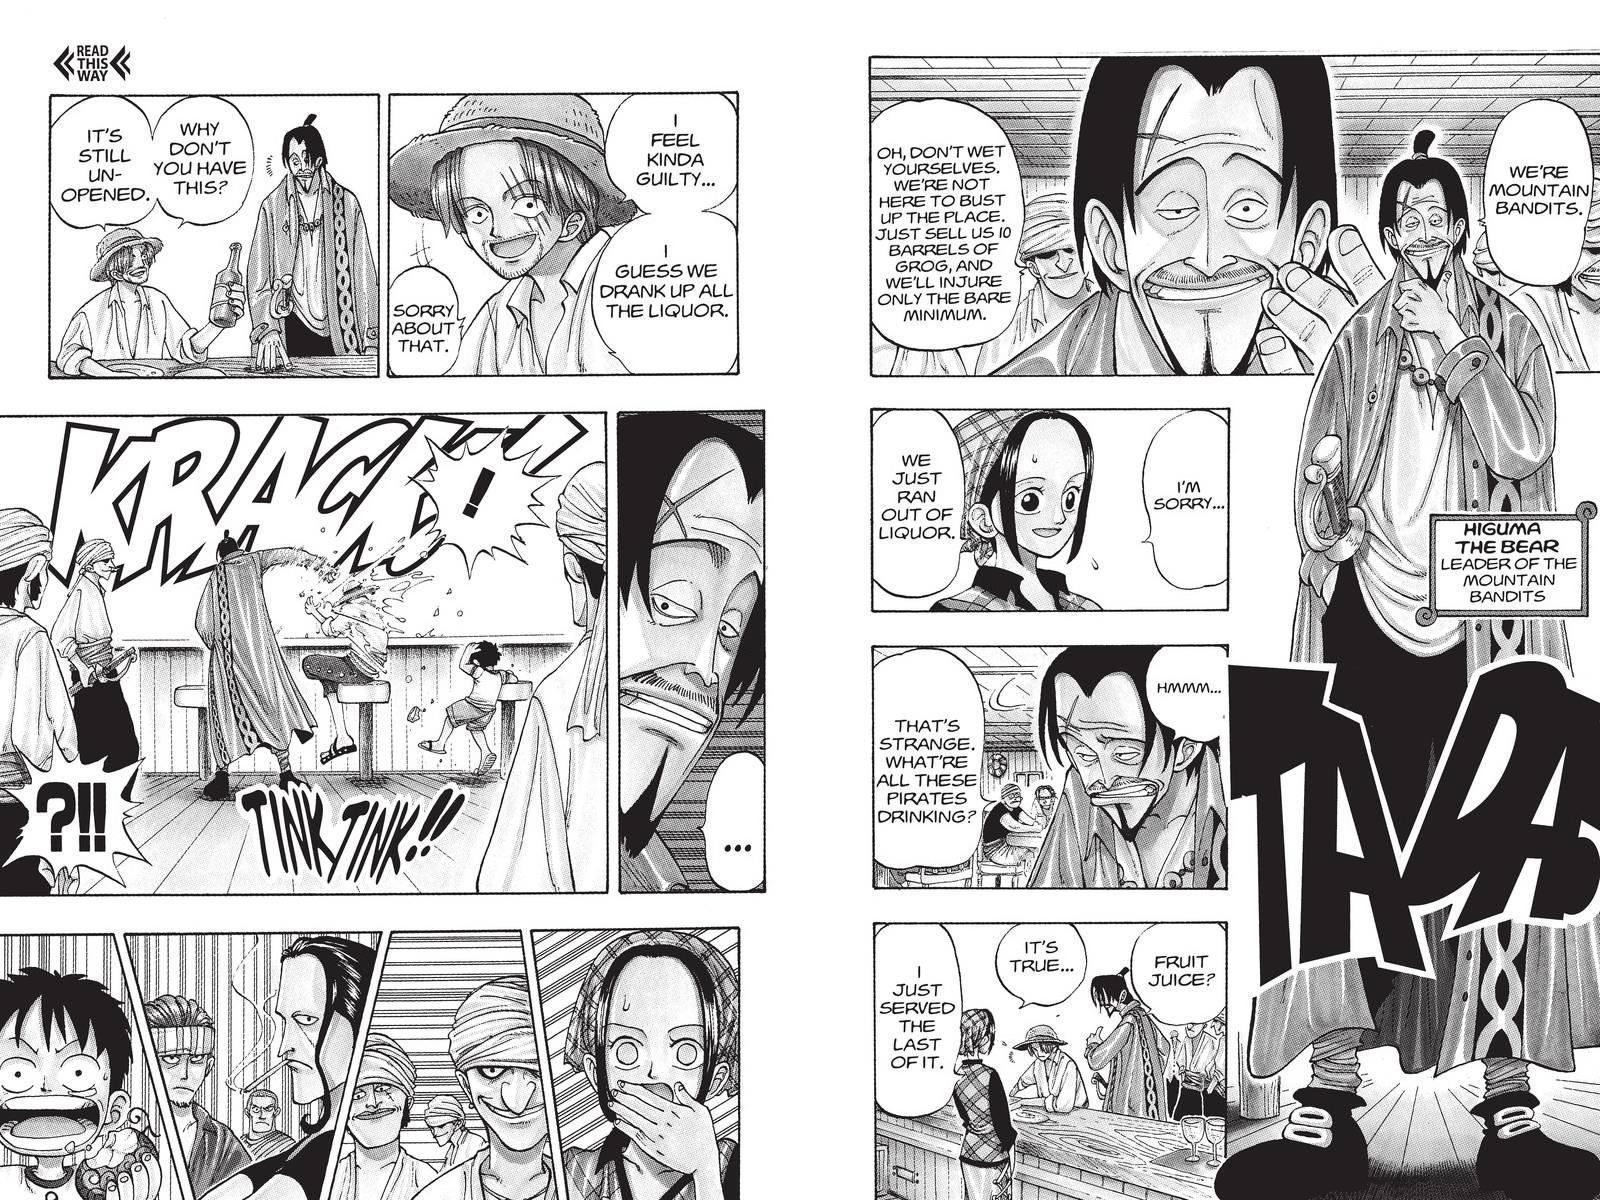 WE'RE
MOUNTAIN
BANDITS.
OH, DON'T WET
YOURSELVES.
WE'RE NOT
HERE TO BUST
UP THE PLACE.
JUST SELL US 10
BARRELS OF
GROG, AND
WE'LL INJURE
ONLY THE BARE
MINIMUM.
HIGUMA
THE BEAR
LEADER OF THE
MOUNTAIN
BANDITS
TADA
I'M
SORRY...
WE
JUST
RAN
OUT OF
LIQUOR.
HMMM...
THAT'S
STRANGE.
WHAT'RE
ALL THESE
PIRATES
DRINKING?
FRUIT
JUICE?
IT'S
TRUE...
I
JUST
SERVED
THE
LAST
OF IT.
READ
THIS
WAY
I
FEEL
KINDA
GUILTY...
I
GUESS WE
DRANK UP ALL
THE LIQUOR.
SORRY
ABOUT
THAT.
WHY
DON'T
YOU HAVE
THIS?
IT'S
STILL
UN-
OPENED.
...
KRACK!!
!
TINK TINK!!
?!!